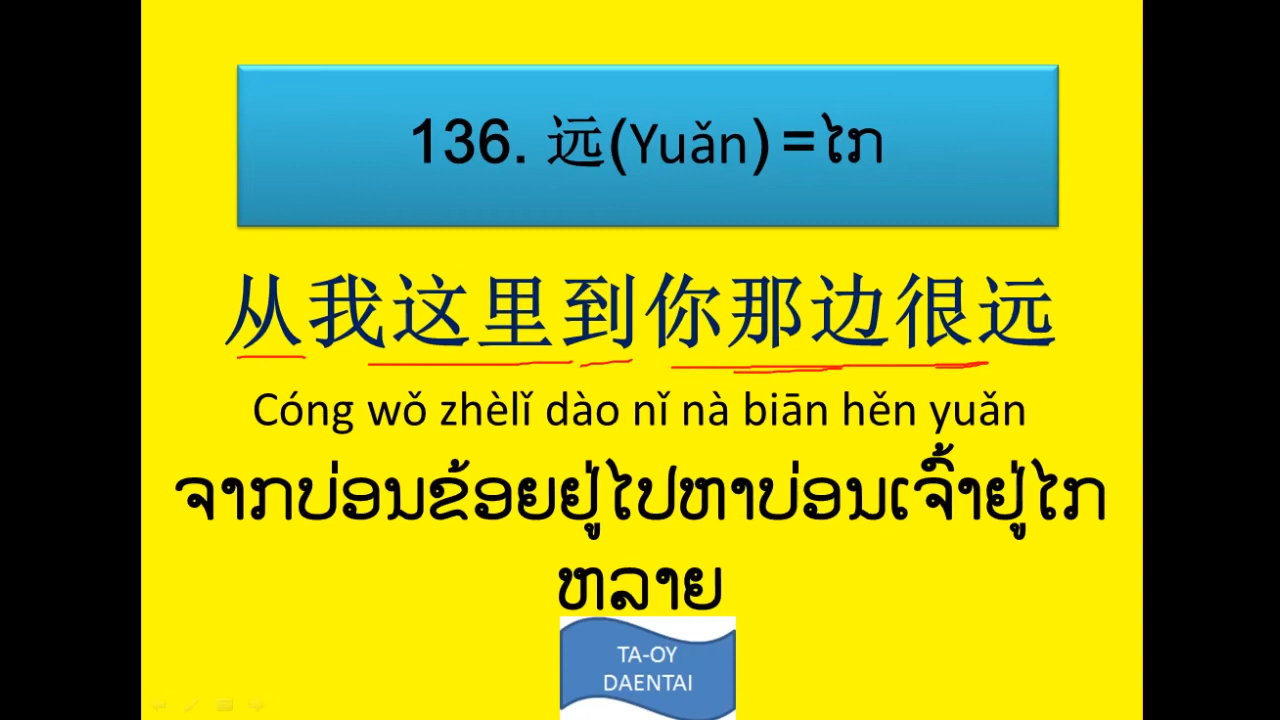 136. 远(Yuǎn) =ໄກ
从我这里到你那边很远
Cóng wǒ zhèlǐ dào nǐ nà biān hěn yuǎn
ຈາກບ່ອນຂ້ອຍຢູ່ໄປຫາບ່ອນເຈົ້າຢູ່ໄກ
ຫລາຍ
TA-OY
DAENTAI